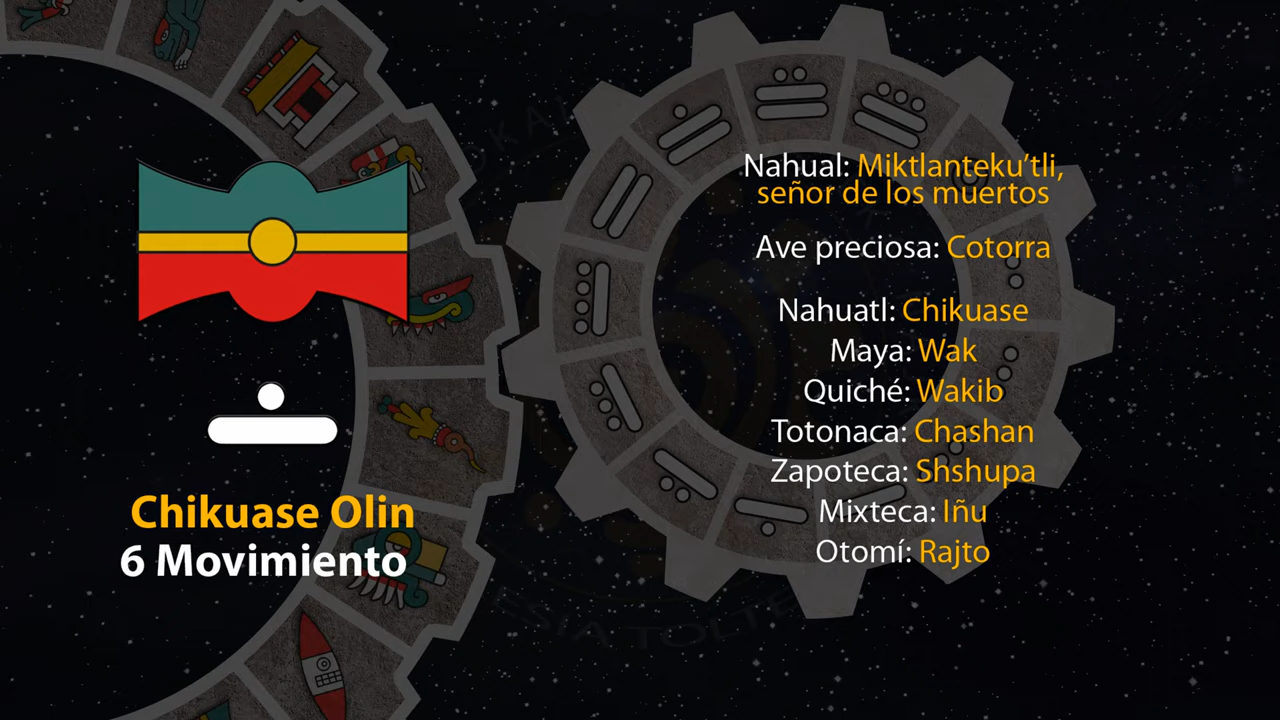 Nahual: Miktlanteku’tli,
señor de los muertos
Ave preciosa: Cotorra
Nahuatl: Chikuase
Maya: Wak
Quiché: Wakib
Totonaca: Chashan
Zapoteca: Shshupa
Mixteca: Iñu
Otomí: Rajto
Chikuase Olin
6 Movimiento